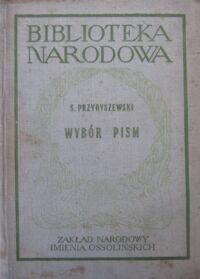 BIBLIOTEKA
NARODOWA
S. PRZYBYSZEWSKI
WYBÓR PISM
ZAKŁAD NARODOWY
IMIENIA OSSOLIŃSKICH